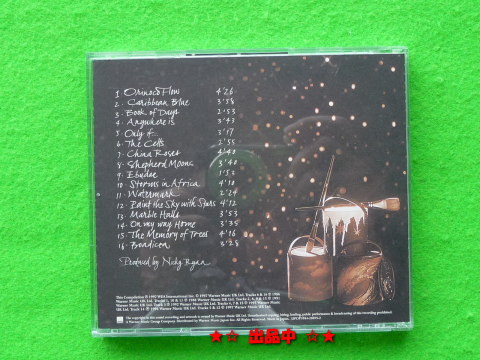 1. Orinoco Flow 4'26
2. Caribbean Blue 3'58
3. Book of Days 2'53
4. Anywhere is 3'43
5. Only if... 3'17
6. The Celts 2'55
7. China Roses 4'40
8. Shepherd Moons 3'40
9. Ebudae 1'52
10. Storms in Africa 4'10
11. Watermark 2'24
12. Paint the Sky with Stars 4'12
13. Marble Halls 3'53
14. On my way Home 3'35
15. The Memory of Trees 4'16
16. Boadicea 3'28
Produced by Nicky Ryan
★☆ 出品中 ☆★